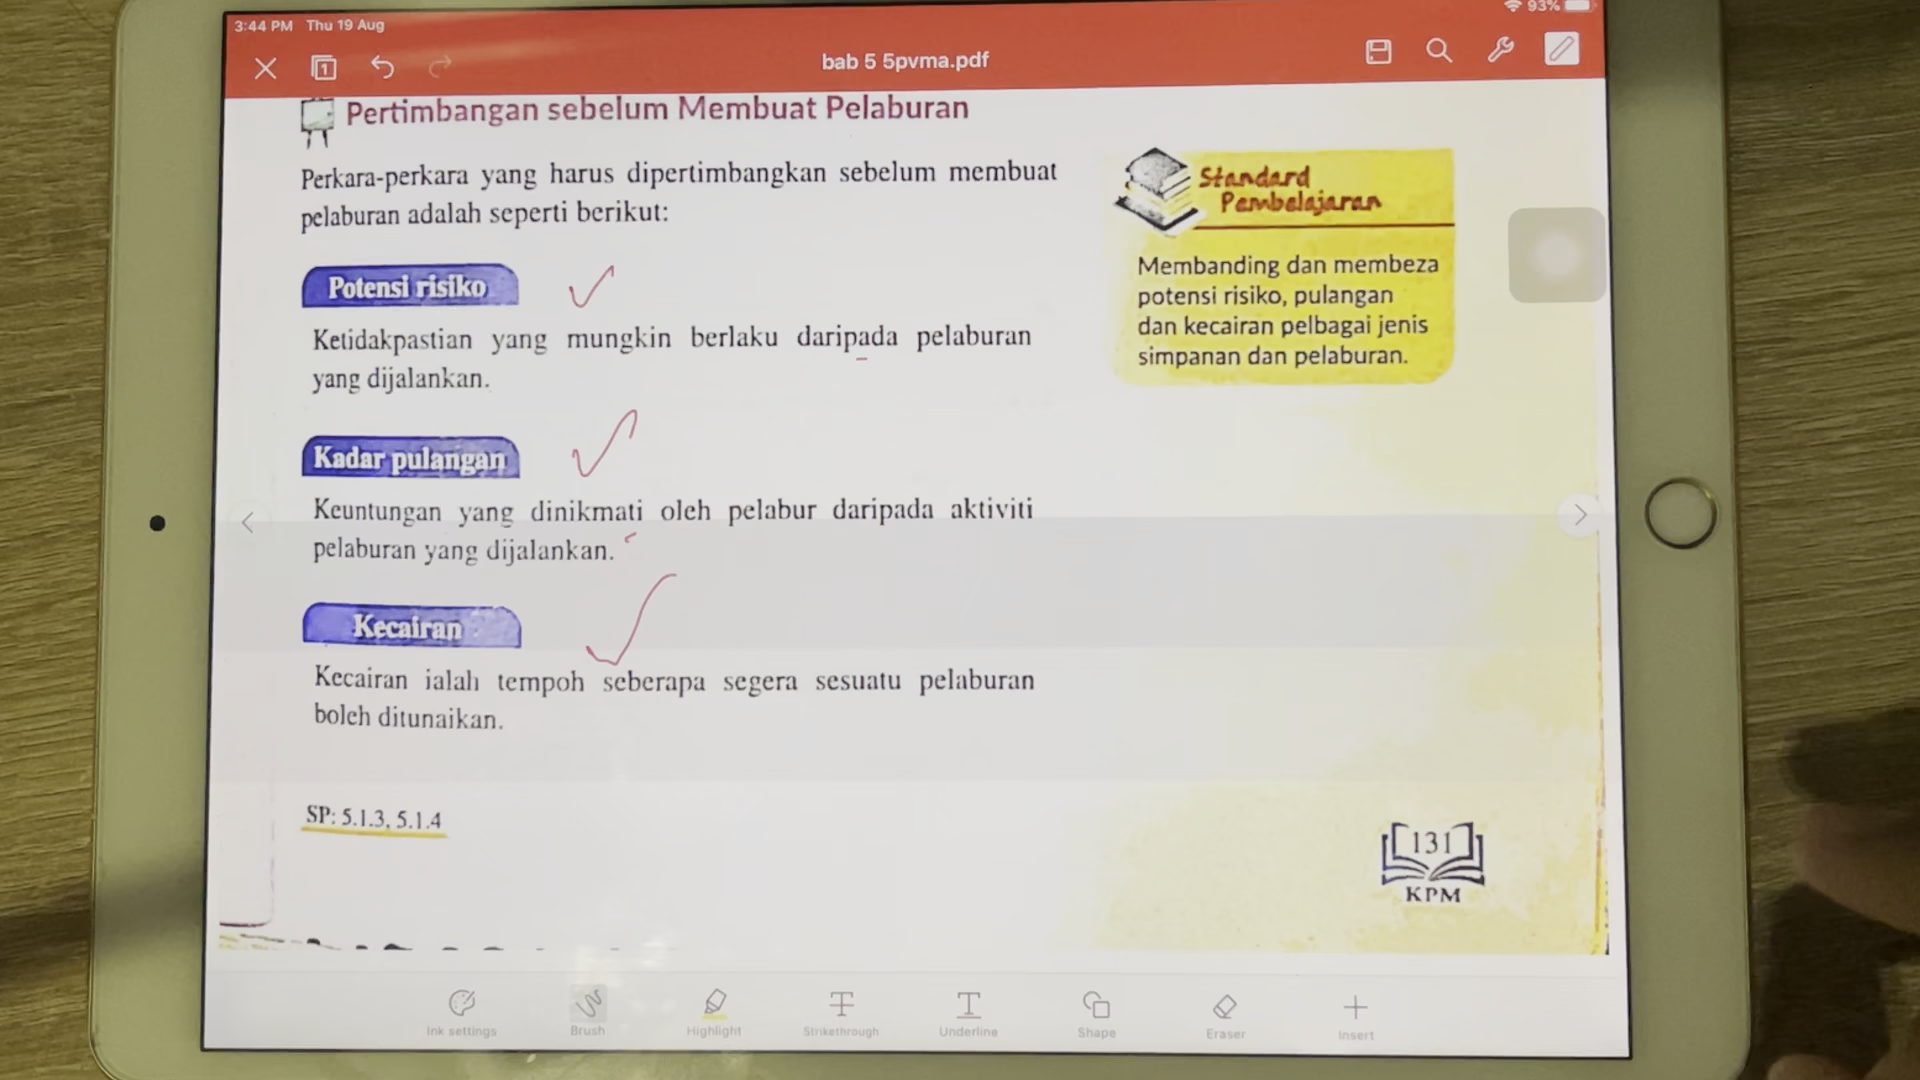 3:44 PM Thu 19 Aug
93%
1
bab 5 5pvma.pdf
Pertimbangan sebelum Membuat Pelaburan
Perkara-perkara yang harus dipertimbangkan sebelum membuat
pelaburan adalah seperti berikut:
Potensi risiko
Ketidakpastian yang mungkin berlaku daripada pelaburan
yang dijalankan.
Kadar pulangan
Keuntungan yang dinikmati oleh pelabur daripada aktiviti
pelaburan yang dijalankan.
Kecairan
Kecairan ialah tempoh seberapa segera sesuatu pelaburan
boleh ditunaikan.
SP: 5.1.3, 5.1.4
Standard
Pembelajaran
Membanding dan membeza
potensi risiko, pulangan
dan kecairan pelbagai jenis
simpanan dan pelaburan.
131
KPM
Ink settings
Brush
Highlight
Strikethrough
Underline
Shape
Eraser
Insert